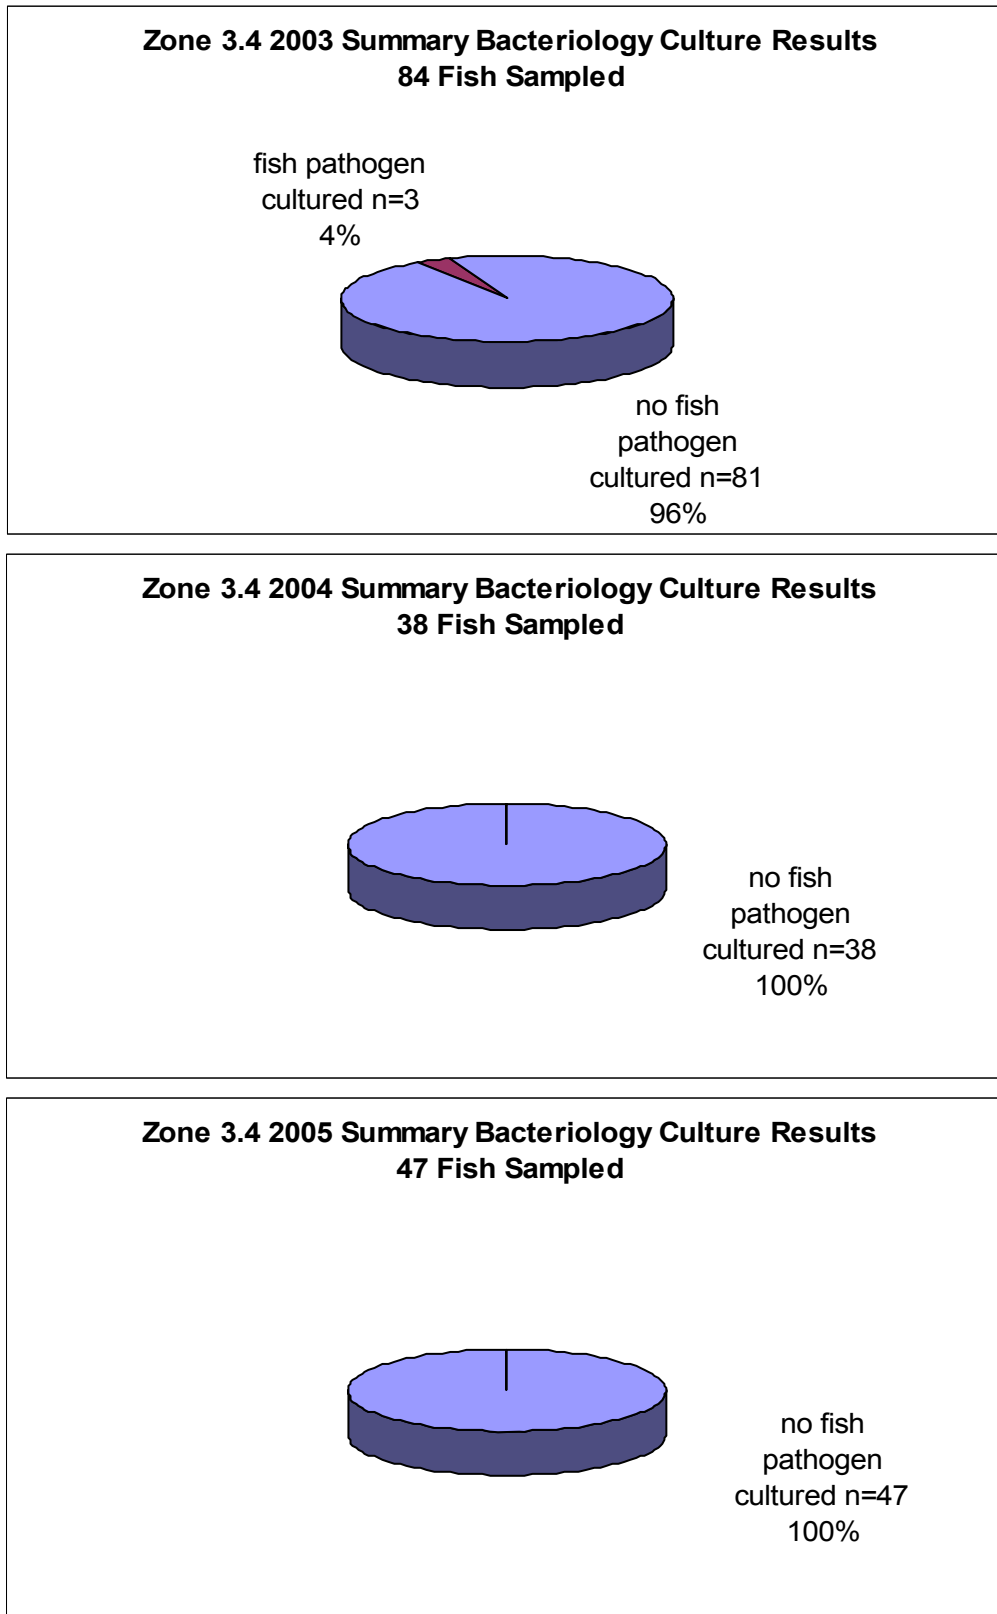 Zone 3.4 2003 Summary Bacteriology Culture Results
84 Fish Sampled
fish pathogen
cultured n=3
4%
no fish
pathogen
cultured n=81
96%
Zone 3.4 2004 Summary Bacteriology Culture Results
38 Fish Sampled
no fish
pathogen
cultured n=38
100%
Zone 3.4 2005 Summary Bacteriology Culture Results
47 Fish Sampled
no fish
pathogen
cultured n=47
100%